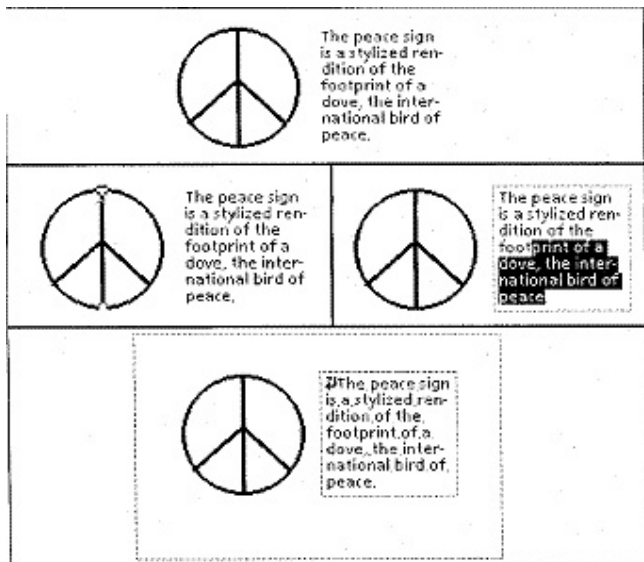 The peace sign
is a stylized ren-
dition of the
footprint of a
dove, the inter-
national bird of
peace.
The peace sign
is a stylized ren-
dition of the
footprint of a
dove, the inter-
national bird of
peace.
The peace sign
is a stylized ren-
dition of the
footprint of a
dove, the inter-
national bird of
peace
The peace sign
is a stylized ren-
dition of the
footprint of a
dove, the inter-
national bird of
peace.